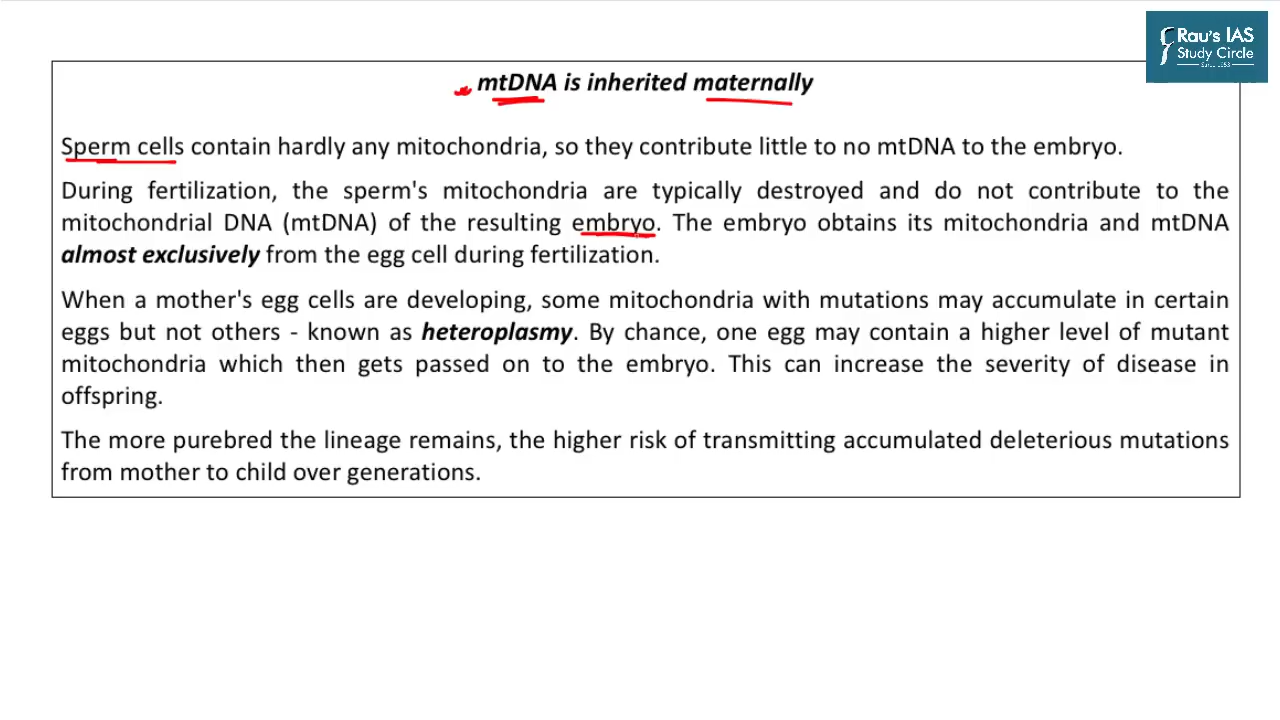 Rau's IAS
Study Circle
mtDNA is inherited maternally
Sperm cells contain hardly any mitochondria, so they contribute little to no mtDNA to the embryo.
During fertilization, the sperm's mitochondria are typically destroyed and do not contribute to the
mitochondrial DNA (mtDNA) of the resulting embryo. The embryo obtains its mitochondria and mtDNA
almost exclusively from the egg cell during fertilization.
When a mother's egg cells are developing, some mitochondria with mutations may accumulate in certain
eggs but not others - known as heteroplasmy. By chance, one egg may contain a higher level of mutant
mitochondria which then gets passed on to the embryo. This can increase the severity of disease in
offspring.
The more purebred the lineage remains, the higher risk of transmitting accumulated deleterious mutations
from mother to child over generations.